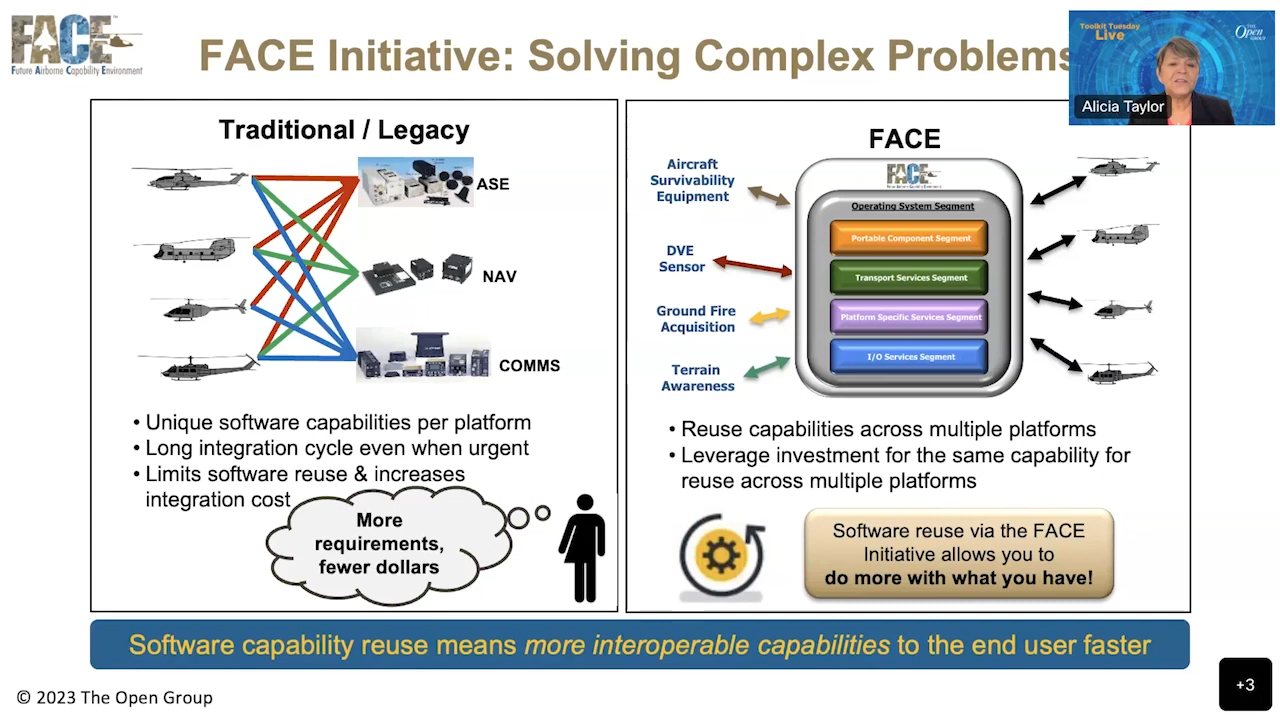 FACE
Future Airborne Capability Environment
FACE Initiative: Solving Complex Problems
Toolkit Tuesday
Live
THE
Open
GROUP
Alicia Taylor
Traditional / Legacy
ASE
NAV
COMMS
• Unique software capabilities per platform
• Long integration cycle even when urgent
• Limits software reuse & increases
integration cost
More
requirements,
fewer dollars
FACE
Aircraft
Survivability
Equipment
DVE
Sensor
Ground Fire
Acquisition
Terrain
Awareness
FACE
Operating System Segment
Portable Component Segment
Transport Services Segment
Platform Specific Services Segment
I/O Services Segment
• Reuse capabilities across multiple platforms
• Leverage investment for the same capability for
reuse across multiple platforms
Software reuse via the FACE
Initiative allows you to
do more with what you have!
Software capability reuse means more interoperable capabilities to the end user faster
© 2023 The Open Group
+3